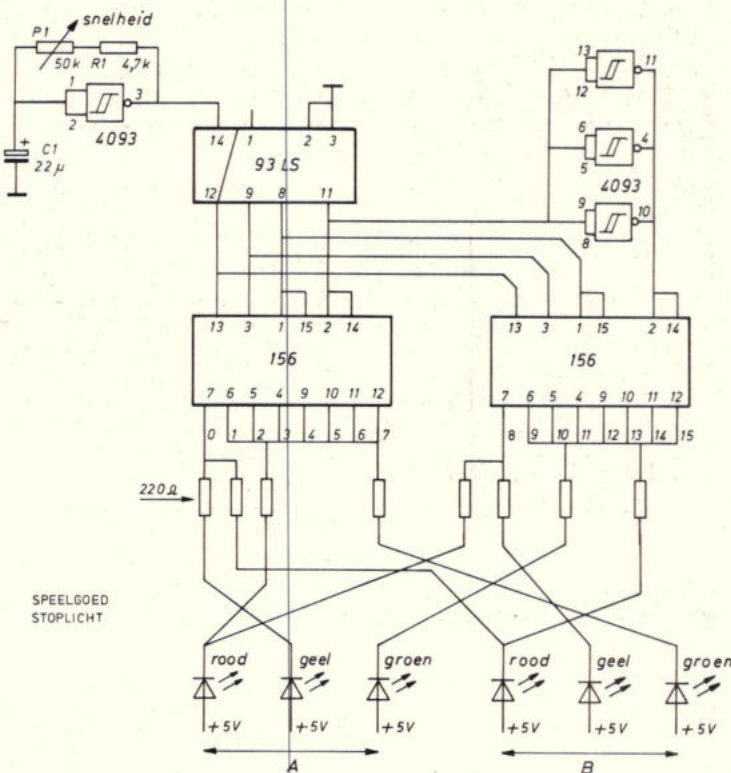 snelheid
P1
50k R1 4,7k
1
2
3
4093
+
C1
22 µ
14 1 2 3
93 LS
12 9 8 11
13
12
11
6
5
4
4093
9
8
10
13 3 1 15 2 14
156
7 6 5 4 9 10 11 12
0 1 2 3 4 5 6 7
13 3 1 15 2 14
156
7 6 5 4 9 10 11 12
8 9 10 11 12 13 14 15
220Ω
SPEELGOED
STOPLICHT
rood geel groen rood geel groen
+5V +5V +5V +5V +5V +5V
A B